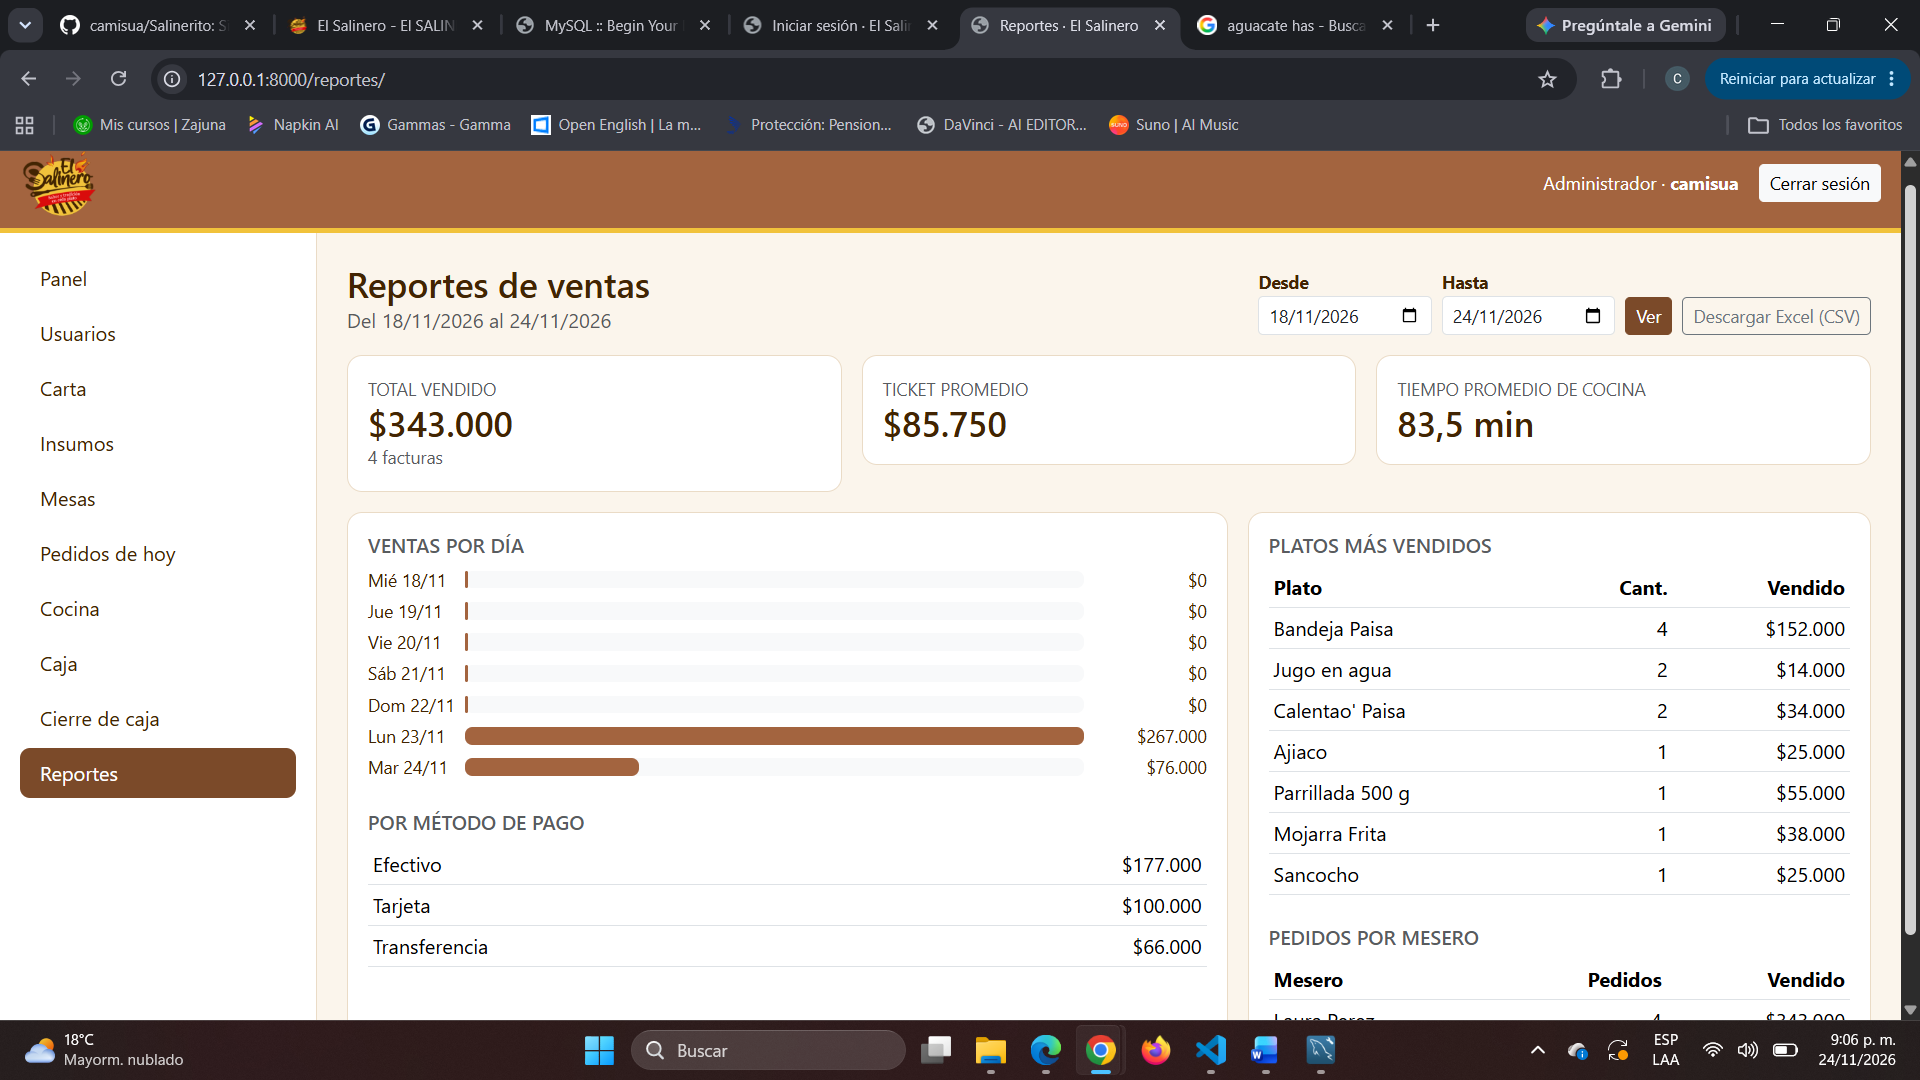 camisua/Salinerito: S
El Salinero - El SALIN
MySQL :: Begin Your
Iniciar sesión · El Sali
Reportes · El Salinero
aguacate has - Busca
Pregúntale a Gemini
127.0.0.1:8000/reportes/
C
Reiniciar para actualizar
Mis cursos | Zajuna
Napkin AI
Gammas - Gamma
Open English | La m...
Protección: Pension...
DaVinci - AI EDITOR...
Suno | AI Music
Todos los favoritos
El Salinero
Administrador · camisua
Cerrar sesión
Panel
Usuarios
Carta
Insumos
Mesas
Pedidos de hoy
Cocina
Caja
Cierre de caja
Reportes
Reportes de ventas
Del 18/11/2026 al 24/11/2026
Desde
18/11/2026
Hasta
24/11/2026
Ver
Descargar Excel (CSV)
TOTAL VENDIDO
$343.000
4 facturas
TICKET PROMEDIO
$85.750
TIEMPO PROMEDIO DE COCINA
83,5 min
VENTAS POR DÍA
Mié 18/11 $0
Jue 19/11 $0
Vie 20/11 $0
Sáb 21/11 $0
Dom 22/11 $0
Lun 23/11 $267.000
Mar 24/11 $76.000
POR MÉTODO DE PAGO
Efectivo $177.000
Tarjeta $100.000
Transferencia $66.000
PLATOS MÁS VENDIDOS
Plato Cant. Vendido
Bandeja Paisa 4 $152.000
Jugo en agua 2 $14.000
Calentao' Paisa 2 $34.000
Ajiaco 1 $25.000
Parrillada 500 g 1 $55.000
Mojarra Frita 1 $38.000
Sancocho 1 $25.000
PEDIDOS POR MESERO
Mesero Pedidos Vendido
Laura Perez 4 $343.000
18°C
Mayorm. nublado
Buscar
ESP
LAA
9:06 p. m.
24/11/2026